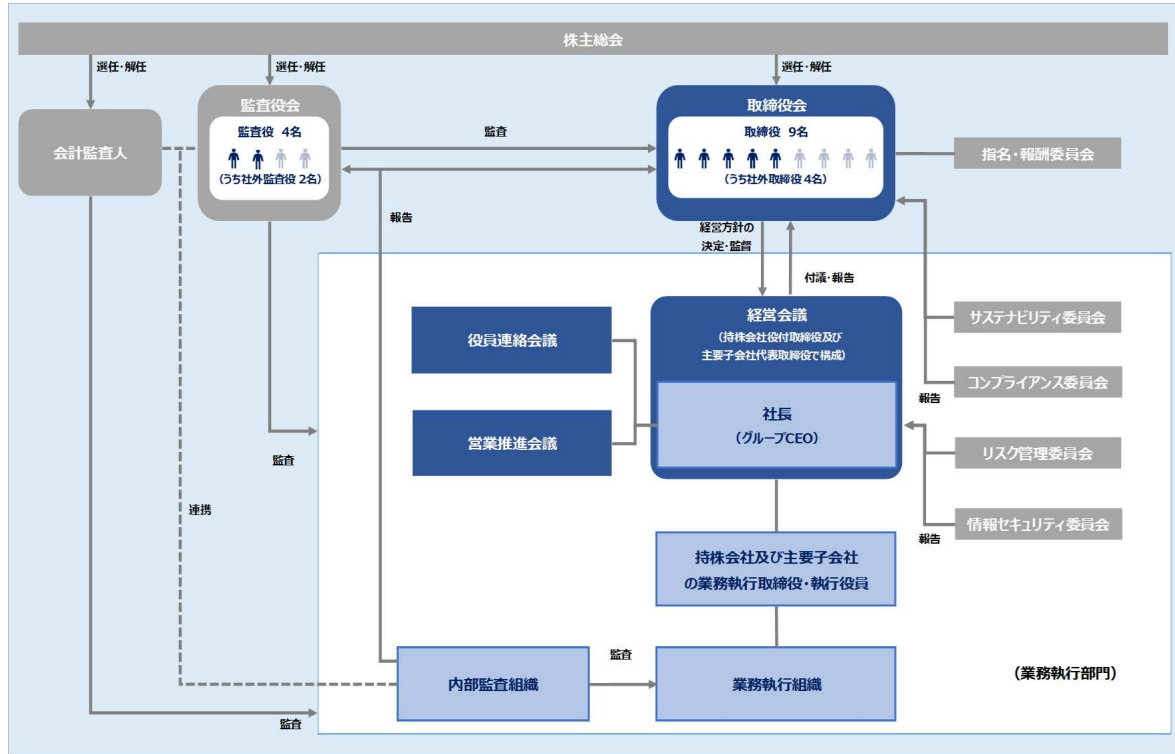 株主総会
選任・解任
選任・解任
選任・解任
会計監査人
監査役会
監査役 4名
(うち社外監査役 2名)
監査
取締役会
取締役 9名
(うち社外取締役 4名)
指名・報酬委員会
報告
経営方針の
決定・監督
付議・報告
役員連絡会議
営業推進会議
経営会議
(持株会社役付取締役及び
主要子会社代表取締役で構成)
社長
(グループCEO)
サステナビリティ委員会
コンプライアンス委員会
報告
リスク管理委員会
情報セキュリティ委員会
報告
監査
連携
持株会社及び主要子会社
の業務執行取締役・執行役員
内部監査組織
監査
業務執行組織
(業務執行部門)
監査